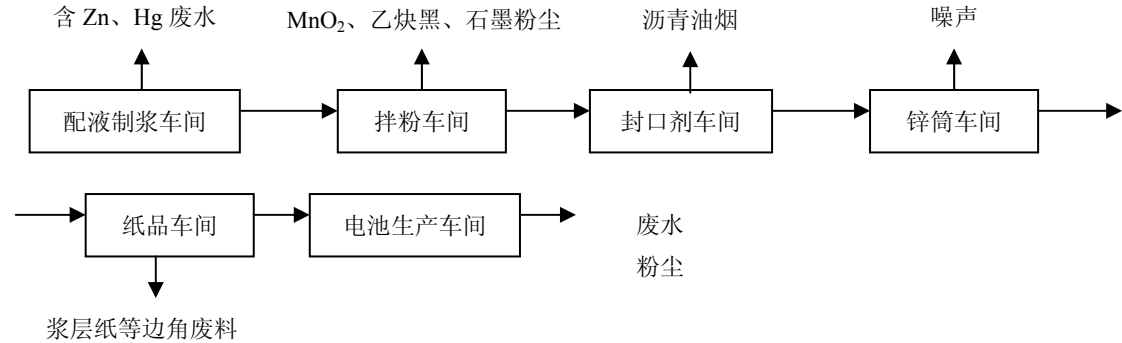 含 Zn、Hg 废水
MnO₂、乙炔黑、石墨粉尘
沥青油烟
噪声
配液制浆车间
拌粉车间
封口剂车间
锌筒车间
纸品车间
电池生产车间
废水
粉尘
浆层纸等边角废料